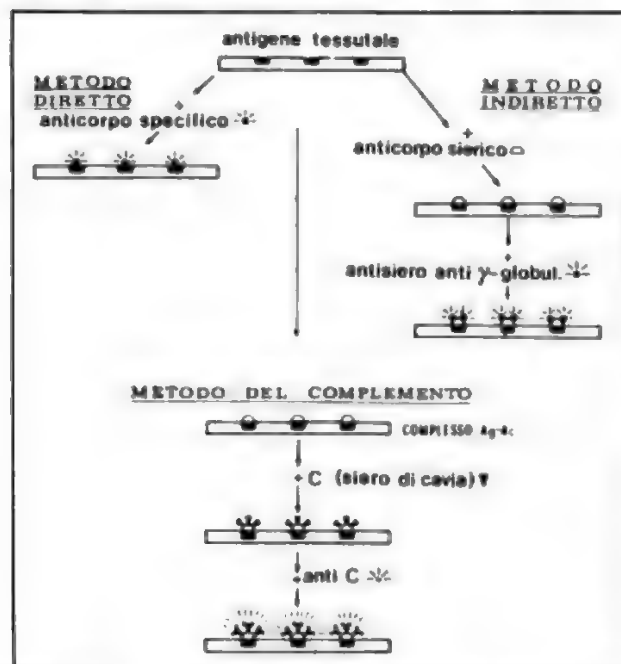 antigene tessutale
METODO
DIRETTO
+
anticorpo specifico
METODO
INDIRETTO
+
anticorpo sierico
+
antisiero anti γ-globul.
METODO DEL COMPLEMENTO
COMPLESSO Ag-Ac
+ C (siero di cavia)
+ anti C